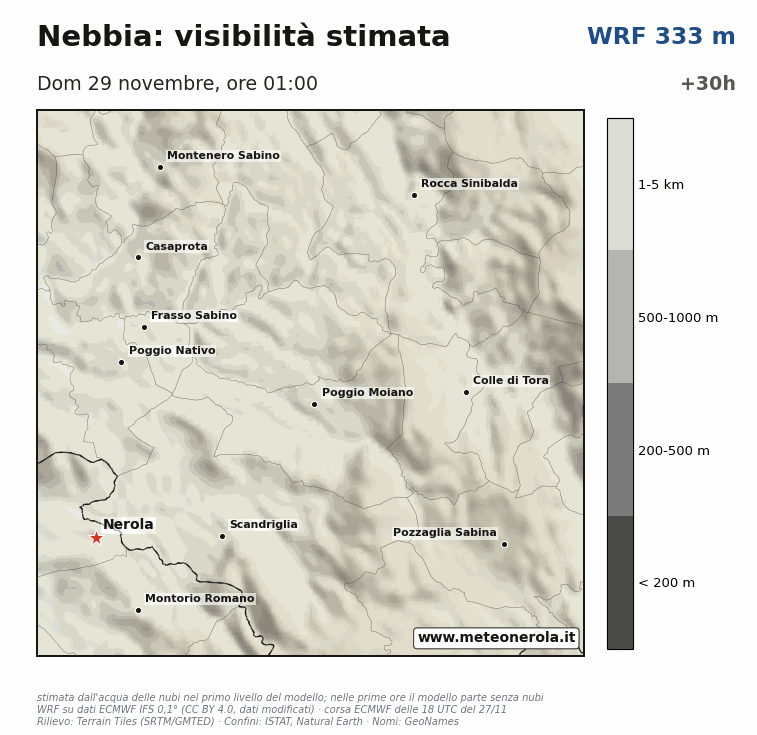 Nebbia: visibilità stimata
WRF 333 m
Dom 29 novembre, ore 01:00
+30h
Montenero Sabino
Rocca Sinibalda
1-5 km
Casaprota
Frasso Sabino
500-1000 m
Poggio Nativo
Colle di Tora
Poggio Moiano
200-500 m
Nerola
Scandriglia
Pozzaglia Sabina
< 200 m
Montorio Romano
www.meteonerola.it
stimata dall'acqua delle nubi nel primo livello del modello; nelle prime ore il modello parte senza nubi
WRF su dati ECMWF IFS 0,1° (CC BY 4.0, dati modificati) · corsa ECMWF delle 18 UTC del 27/11
Rilievo: Terrain Tiles (SRTM/GMTED) · Confini: ISTAT, Natural Earth · Nomi: GeoNames